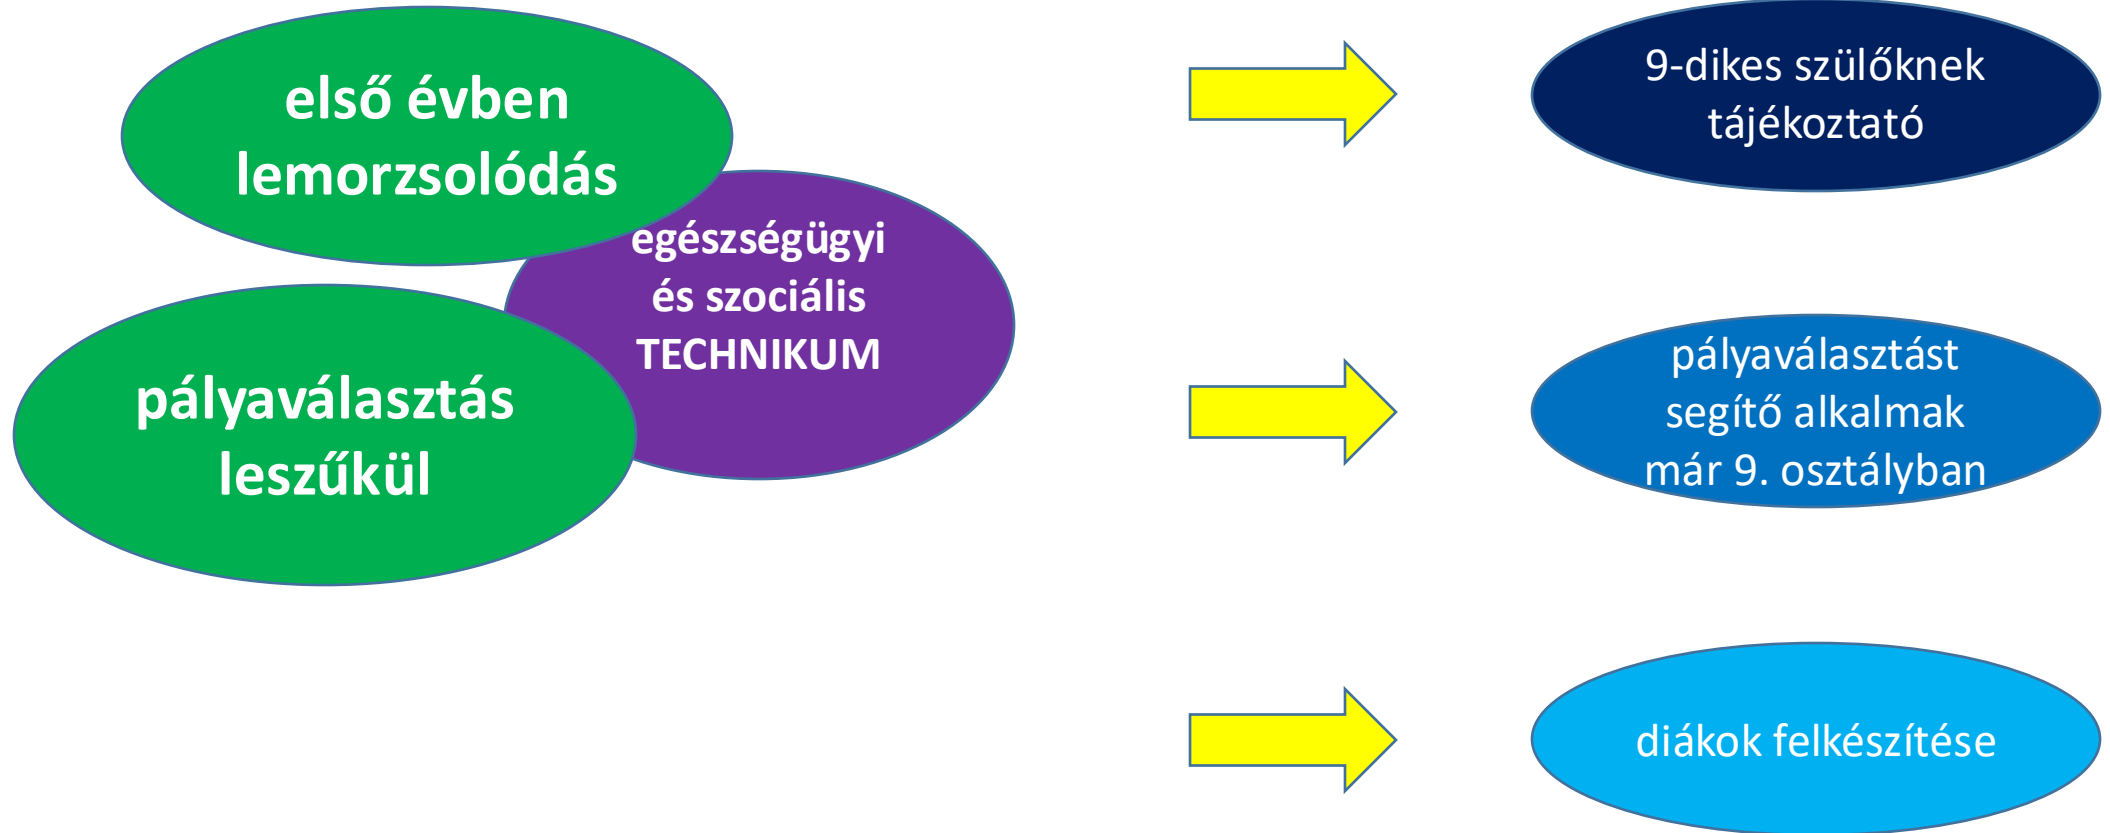 első évben
lemorzsolódás
egészségügyi
és szociális
TECHNIKUM
pályaválasztás
leszűkül
9-dikes szülőknek
tájékoztató
pályaválasztást
segítő alkalmak
már 9. osztályban
diákok felkészítése